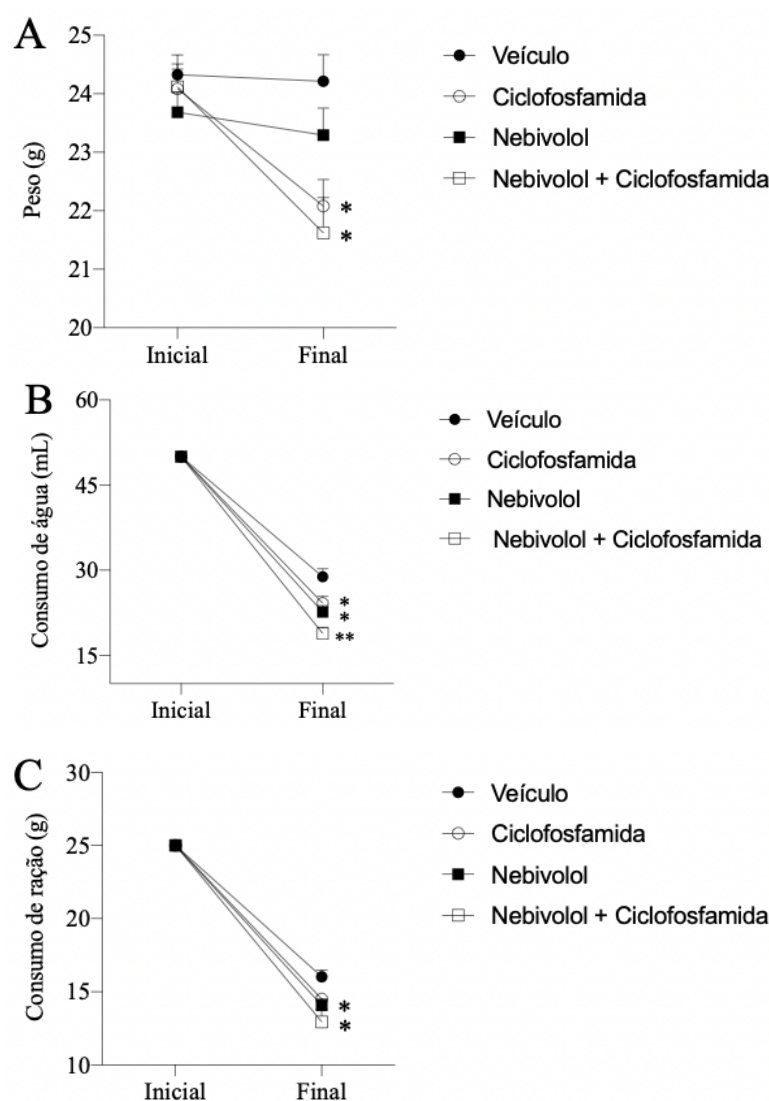 A
Peso (g)
25
24
23
22
21
20
Inicial
Final
*
*
Veículo
Ciclofosfamida
Nebivolol
Nebivolol + Ciclofosfamida
B
Consumo de água (mL)
60
45
30
15
Inicial
Final
*
*
**
Veículo
Ciclofosfamida
Nebivolol
Nebivolol + Ciclofosfamida
C
Consumo de ração (g)
30
25
20
15
10
Inicial
Final
*
*
Veículo
Ciclofosfamida
Nebivolol
Nebivolol + Ciclofosfamida